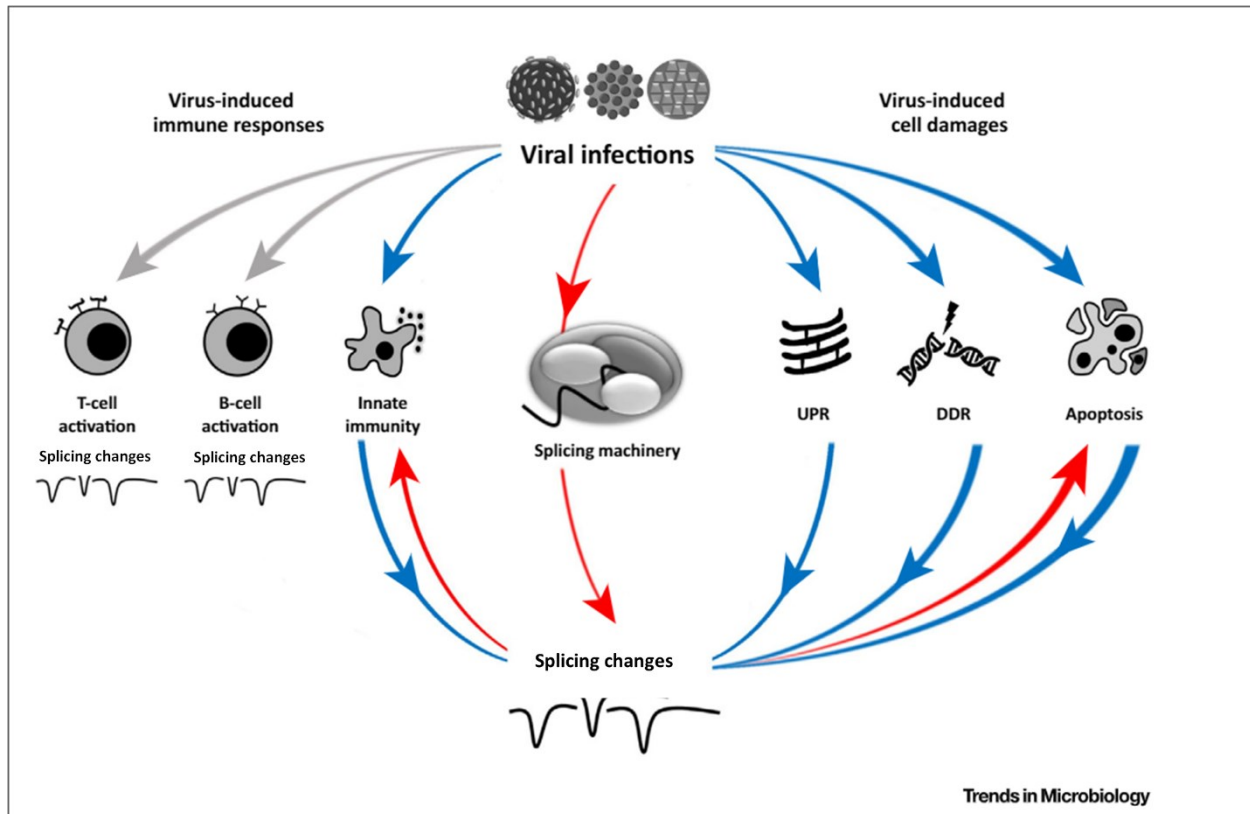 Virus-induced
immune responses
Virus-induced
cell damages
Viral infections
T-cell
activation
Splicing changes
B-cell
activation
Splicing changes
Innate
immunity
Splicing machinery
UPR
DDR
Apoptosis
Splicing changes
Trends in Microbiology